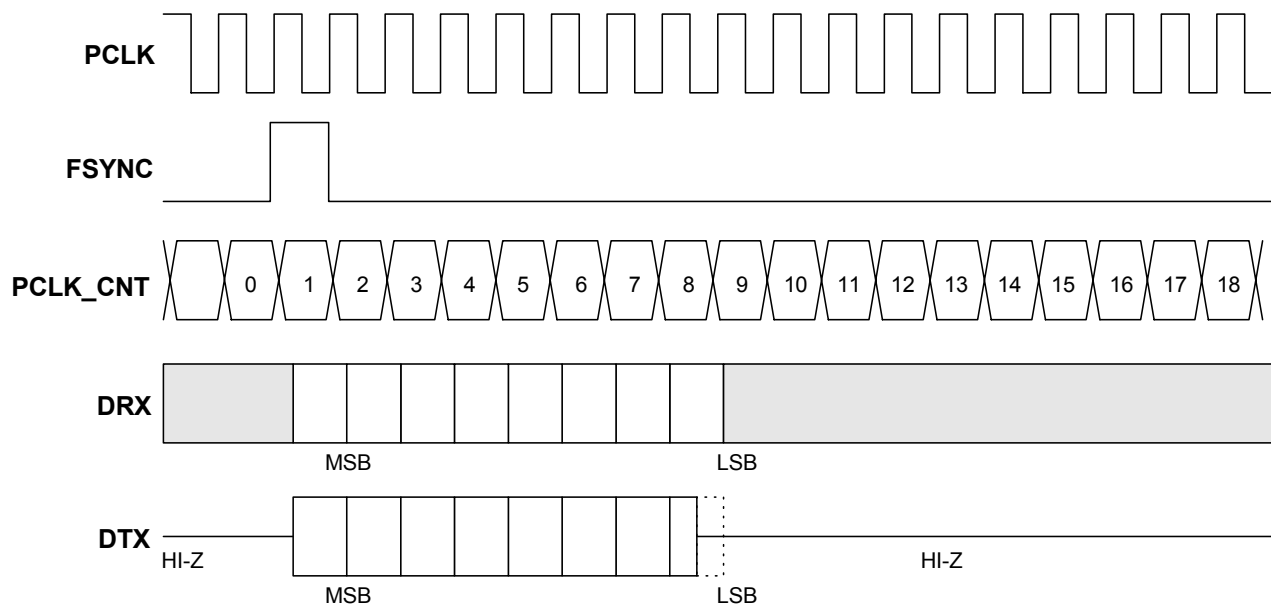 PCLK
FSYNC
PCLK_CNT 0 1 2 3 4 5 6 7 8 9 10 11 12 13 14 15 16 17 18
DRX
MSB LSB
DTX
HI-Z HI-Z
MSB LSB